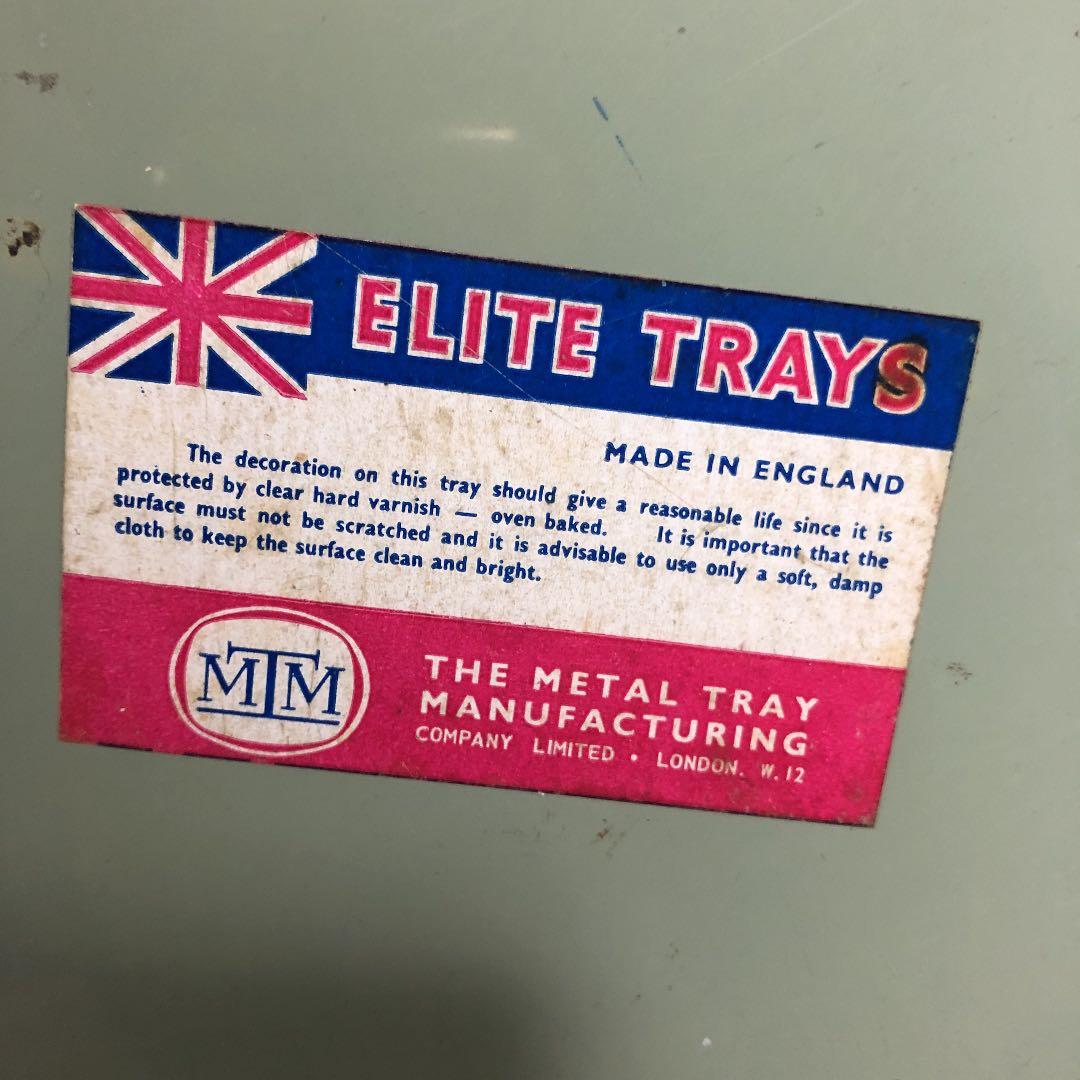 ELITE TRAYS
MADE IN ENGLAND
The decoration on this tray should give a reasonable life since it is
protected by clear hard varnish — oven baked. It is important that the
surface must not be scratched and it is advisable to use only a soft, damp
cloth to keep the surface clean and bright.
MTM
THE METAL TRAY
MANUFACTURING
COMPANY LIMITED • LONDON. W. 12